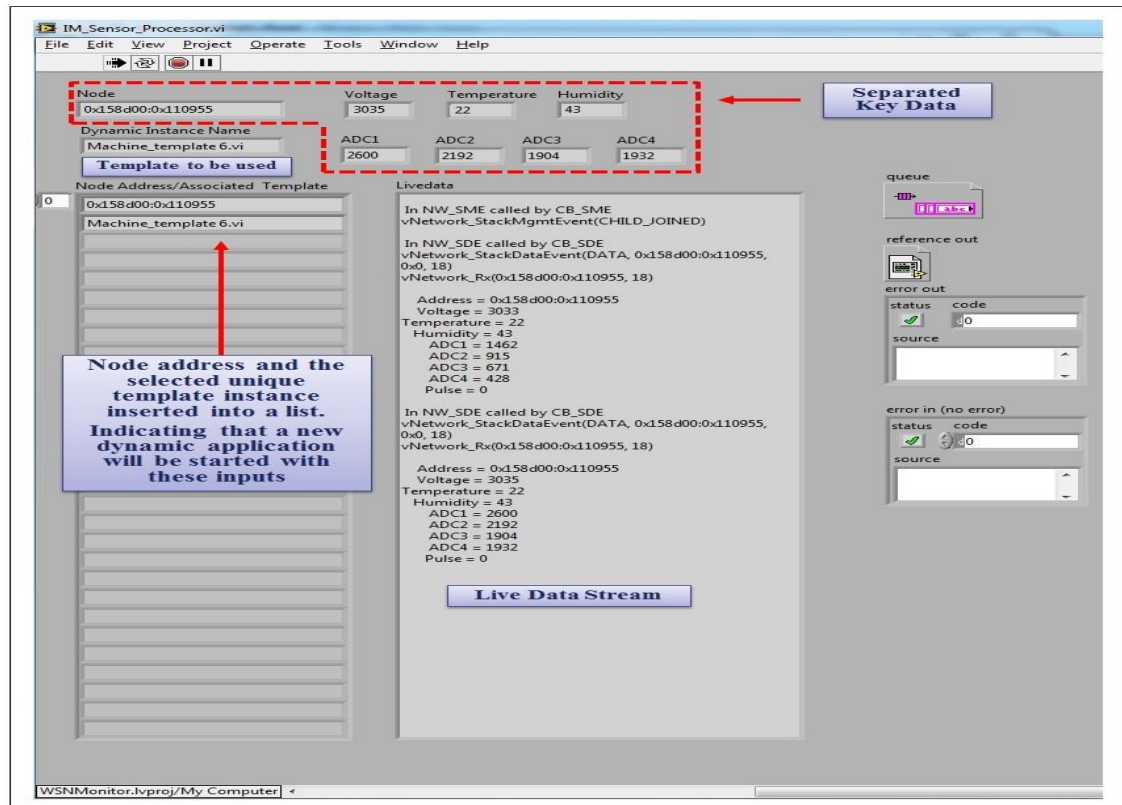 IM_Sensor_Processor.vi
File Edit View Project Operate Tools Window Help
Node
0x158d00:0x110955
Voltage Temperature Humidity
3035 22 43
Separated
Key Data
Dynamic Instance Name
Machine_template 6.vi
ADC1 ADC2 ADC3 ADC4
2600 2192 1904 1932
Template to be used
Node Address/Associated Template
0
0x158d00:0x110955
Machine_template 6.vi
Node address and the
selected unique
template instance
inserted into a list.
Indicating that a new
dynamic application
will be started with
these inputs
Livedata
In NW_SME called by CB_SME
vNetwork_StackMgmtEvent(CHILD_JOINED)
In NW_SDE called by CB_SDE
vNetwork_StackDataEvent(DATA, 0x158d00:0x110955,
0x0, 18)
vNetwork_Rx(0x158d00:0x110955, 18)
Address = 0x158d00:0x110955
Voltage = 3033
Temperature = 22
Humidity = 43
ADC1 = 1462
ADC2 = 915
ADC3 = 671
ADC4 = 428
Pulse = 0
In NW_SDE called by CB_SDE
vNetwork_StackDataEvent(DATA, 0x158d00:0x110955,
0x0, 18)
vNetwork_Rx(0x158d00:0x110955, 18)
Address = 0x158d00:0x110955
Voltage = 3035
Temperature = 22
Humidity = 43
ADC1 = 2600
ADC2 = 2192
ADC3 = 1904
ADC4 = 1932
Pulse = 0
Live Data Stream
queue
abc
reference out
error out
status code
d0
source
error in (no error)
status code
d0
source
WSNMonitor.lvproj/My Computer